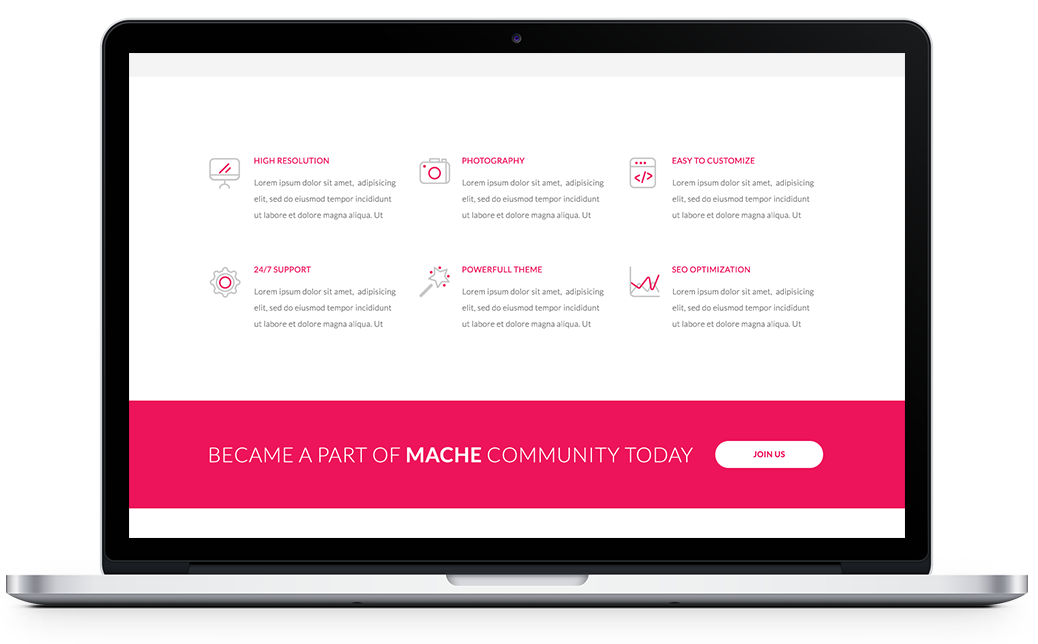 HIGH RESOLUTION
Lorem ipsum dolor sit amet, adipisicing
elit, sed do eiusmod tempor incididunt
ut labore et dolore magna aliqua. Ut
PHOTOGRAPHY
Lorem ipsum dolor sit amet, adipisicing
elit, sed do eiusmod tempor incididunt
ut labore et dolore magna aliqua. Ut
EASY TO CUSTOMIZE
Lorem ipsum dolor sit amet, adipisicing
elit, sed do eiusmod tempor incididunt
ut labore et dolore magna aliqua. Ut
24/7 SUPPORT
Lorem ipsum dolor sit amet, adipisicing
elit, sed do eiusmod tempor incididunt
ut labore et dolore magna aliqua. Ut
POWERFULL THEME
Lorem ipsum dolor sit amet, adipisicing
elit, sed do eiusmod tempor incididunt
ut labore et dolore magna aliqua. Ut
SEO OPTIMIZATION
Lorem ipsum dolor sit amet, adipisicing
elit, sed do eiusmod tempor incididunt
ut labore et dolore magna aliqua. Ut
BECAME A PART OF MACHE COMMUNITY TODAY
JOIN US